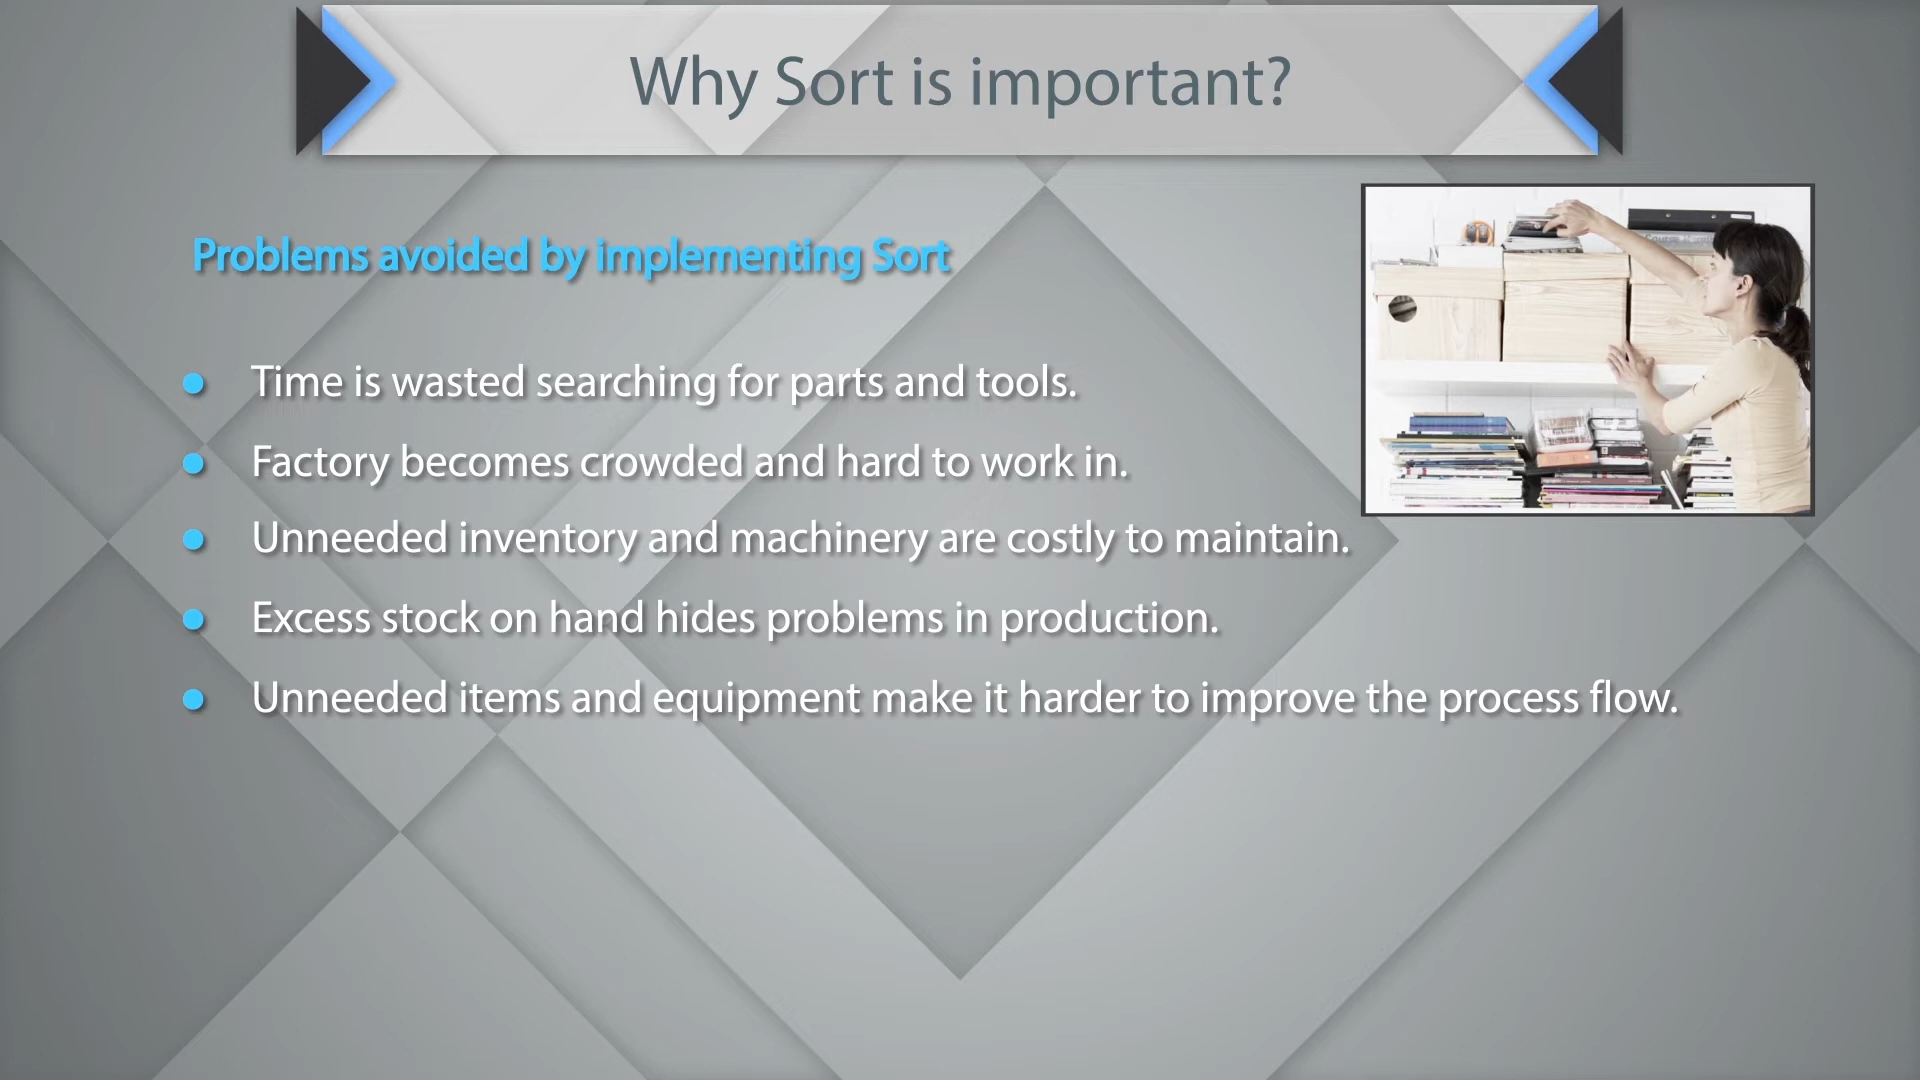 Why Sort is important?
Problems avoided by implementing Sort
Time is wasted searching for parts and tools.
Factory becomes crowded and hard to work in.
Unneeded inventory and machinery are costly to maintain.
Excess stock on hand hides problems in production.
Unneeded items and equipment make it harder to improve the process flow.